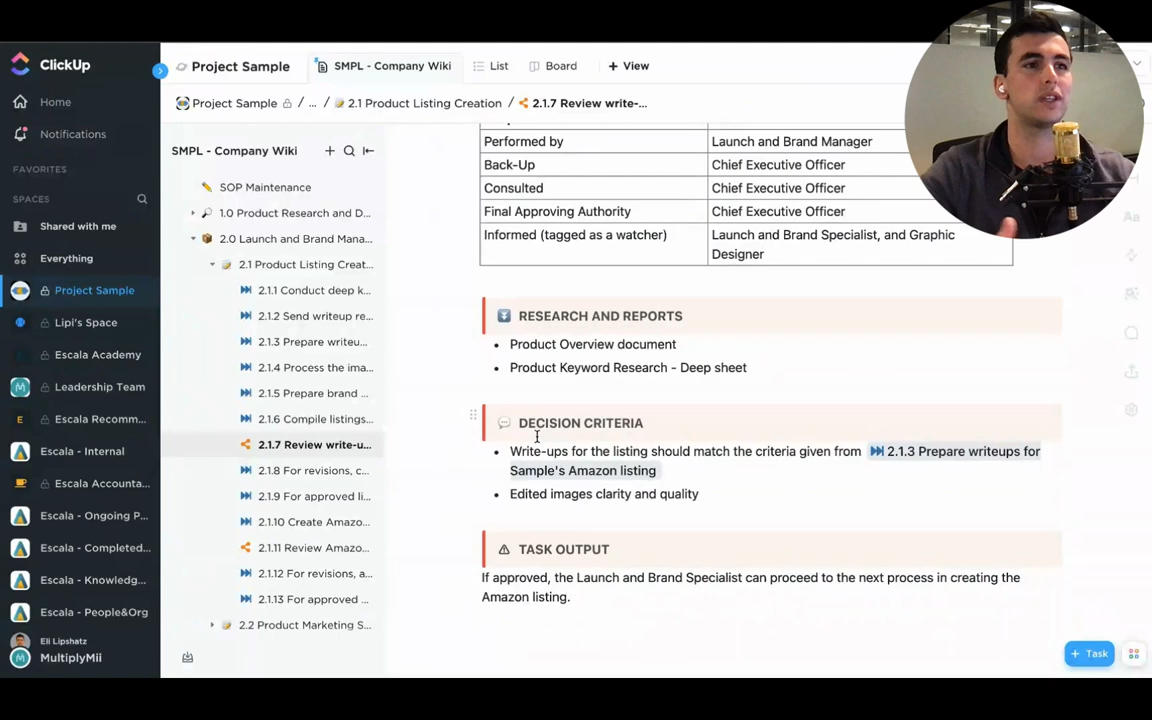 ClickUp
Home
Notifications
FAVORITES
SPACES
Shared with me
Everything
Project Sample
Lipi's Space
Escala Academy
Leadership Team
Escala Recomm...
Escala - Internal
Escala Accounta...
Escala - Ongoing P...
Escala - Completed...
Escala - Knowledg...
Escala - People&Org
Eli Lipshatz
MultiplyMii
Project Sample
SMPL - Company Wiki
List
Board
+ View
Project Sample / ... / 2.1 Product Listing Creation / 2.1.7 Review write-...
SMPL - Company Wiki
SOP Maintenance
1.0 Product Research and D...
2.0 Launch and Brand Mana...
2.1 Product Listing Creat...
2.1.1 Conduct deep k...
2.1.2 Send writeup re...
2.1.3 Prepare writeu...
2.1.4 Process the ima...
2.1.5 Prepare brand ...
2.1.6 Compile listings...
2.1.7 Review write-u...
2.1.8 For revisions, c...
2.1.9 For approved li...
2.1.10 Create Amazo...
2.1.11 Review Amazo...
2.1.12 For revisions, a...
2.1.13 For approved ...
2.2 Product Marketing S...
Performed by Launch and Brand Manager
Back-Up Chief Executive Officer
Consulted Chief Executive Officer
Final Approving Authority Chief Executive Officer
Informed (tagged as a watcher) Launch and Brand Specialist, and Graphic
Designer
RESEARCH AND REPORTS
• Product Overview document
• Product Keyword Research - Deep sheet
DECISION CRITERIA
• Write-ups for the listing should match the criteria given from 2.1.3 Prepare writeups for
Sample's Amazon listing
• Edited images clarity and quality
TASK OUTPUT
If approved, the Launch and Brand Specialist can proceed to the next process in creating the
Amazon listing.
Aa
+ Task